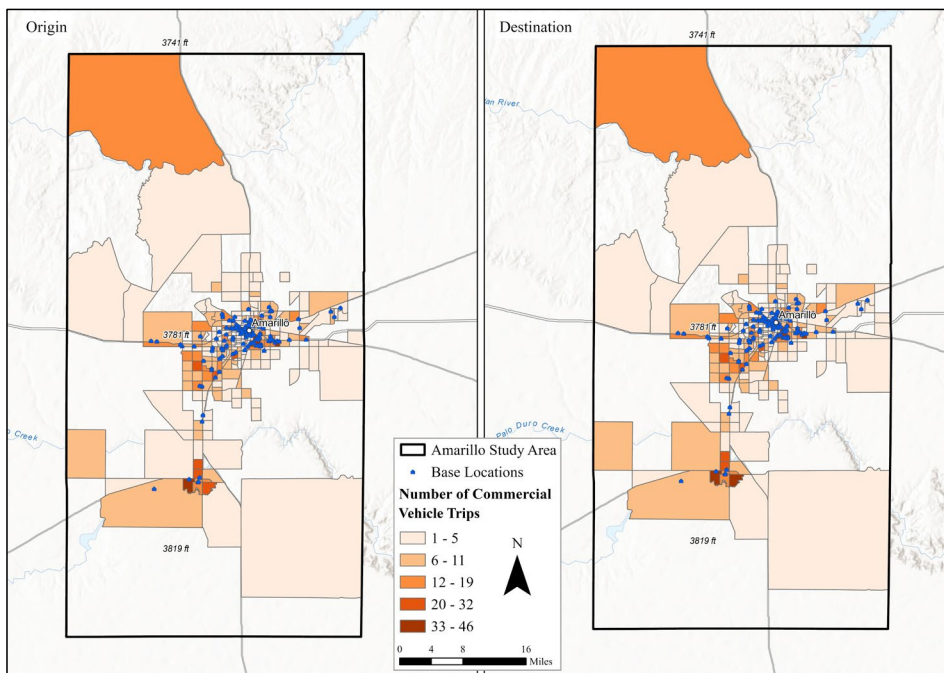 Origin
3741 ft
Amarillo
3781 ft
Creek
3819 ft
Destination
3741 ft
an River
Amarillo
3781 ft
Palo Duro Creek
3819 ft
Amarillo Study Area
Base Locations
Number of Commercial
Vehicle Trips
1 - 5
6 - 11
12 - 19
20 - 32
33 - 46
N
0 4 8 16
Miles